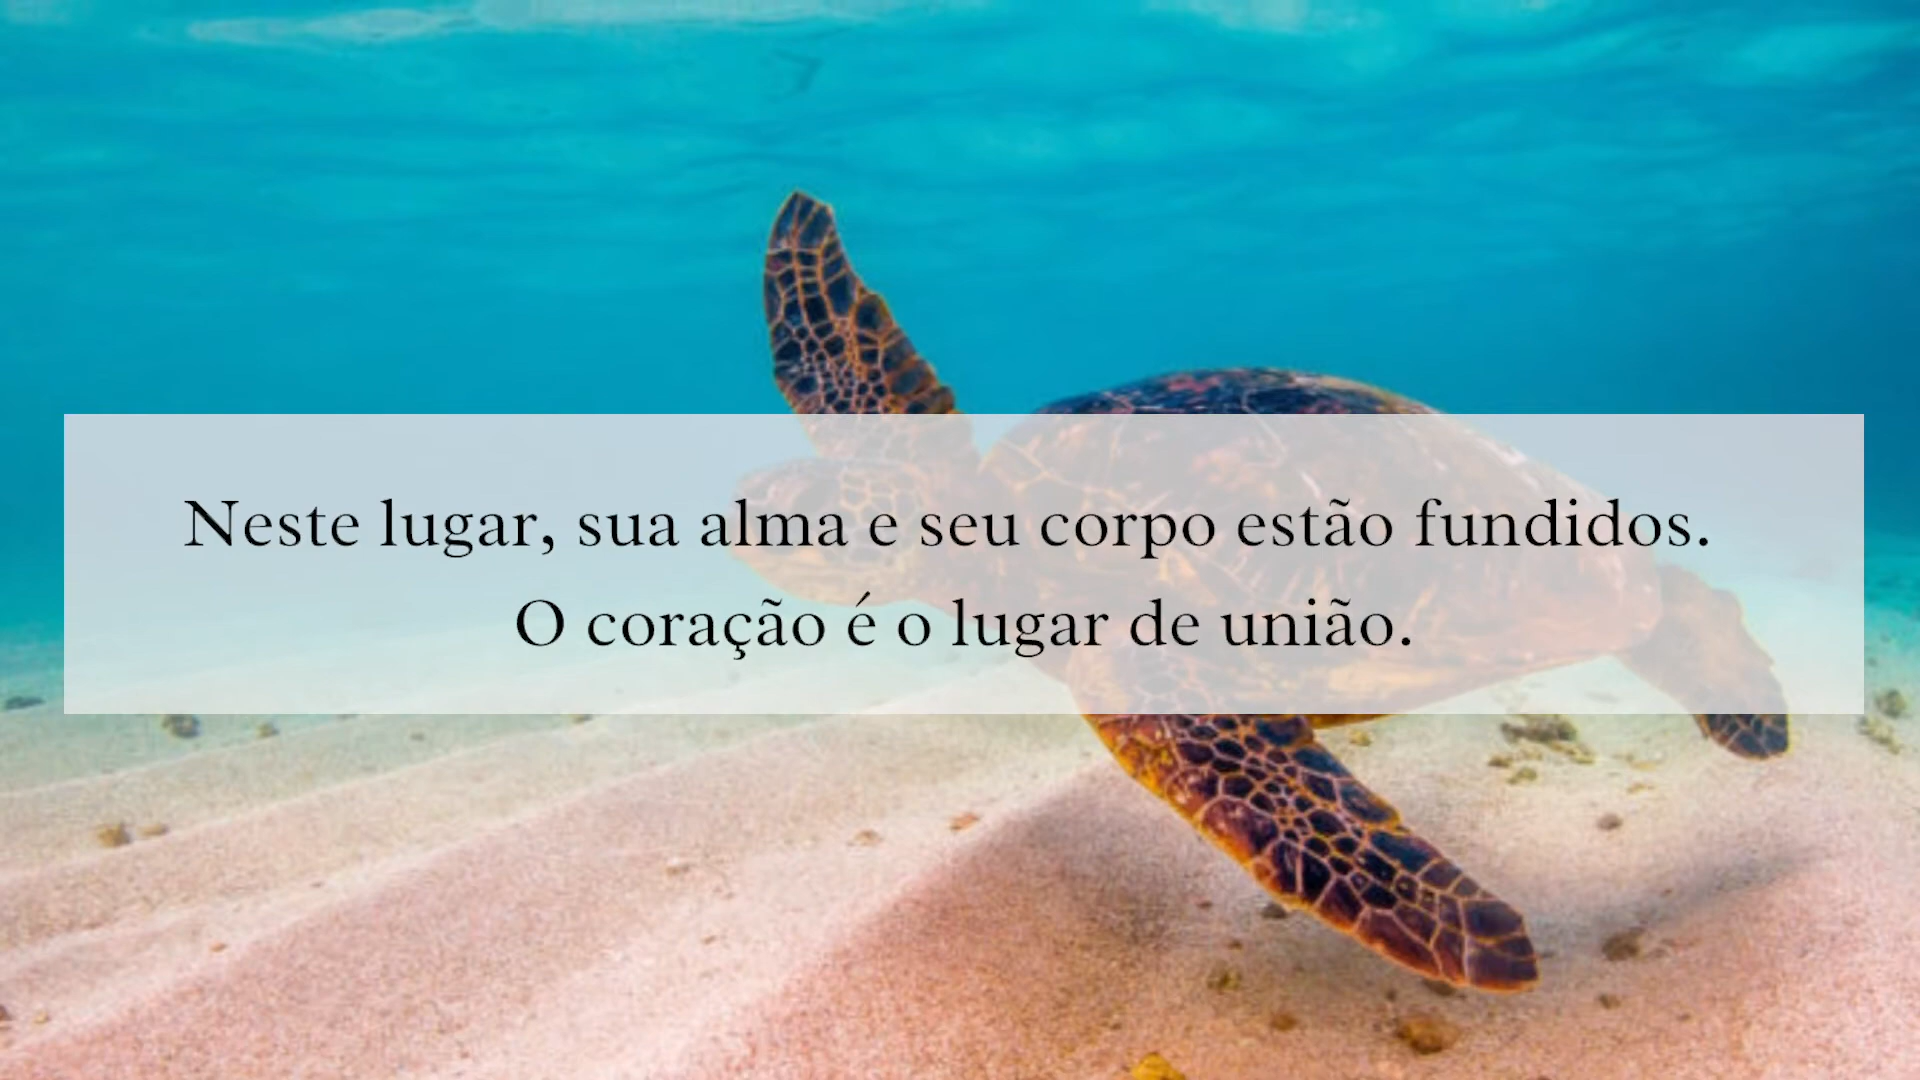 Neste lugar, sua alma e seu corpo estão fundidos.
O coração é o lugar de união.